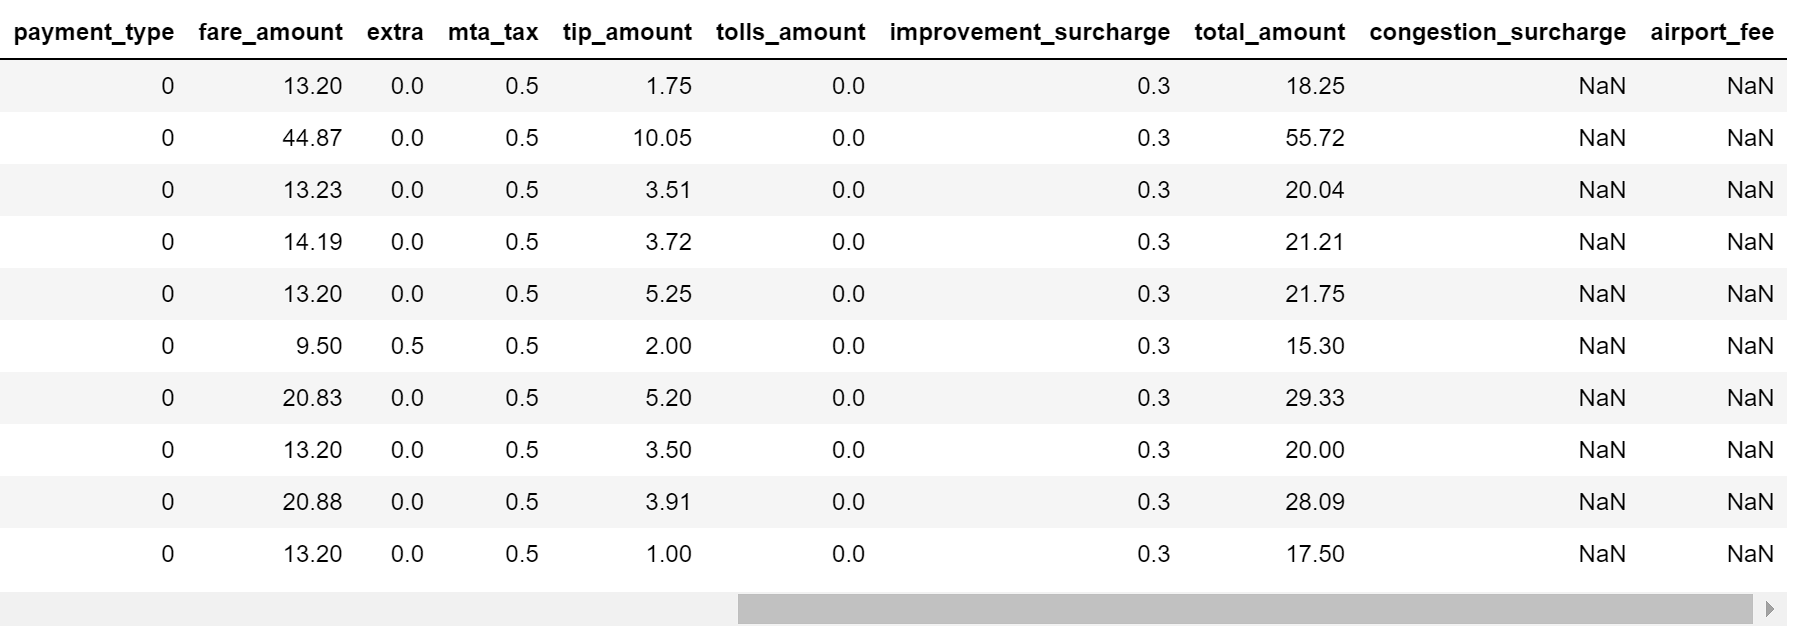 payment_type fare_amount extra mta_tax tip_amount tolls_amount improvement_surcharge total_amount congestion_surcharge airport_fee
0 13.20 0.0 0.5 1.75 0.0 0.3 18.25 NaN NaN
0 44.87 0.0 0.5 10.05 0.0 0.3 55.72 NaN NaN
0 13.23 0.0 0.5 3.51 0.0 0.3 20.04 NaN NaN
0 14.19 0.0 0.5 3.72 0.0 0.3 21.21 NaN NaN
0 13.20 0.0 0.5 5.25 0.0 0.3 21.75 NaN NaN
0 9.50 0.5 0.5 2.00 0.0 0.3 15.30 NaN NaN
0 20.83 0.0 0.5 5.20 0.0 0.3 29.33 NaN NaN
0 13.20 0.0 0.5 3.50 0.0 0.3 20.00 NaN NaN
0 20.88 0.0 0.5 3.91 0.0 0.3 28.09 NaN NaN
0 13.20 0.0 0.5 1.00 0.0 0.3 17.50 NaN NaN